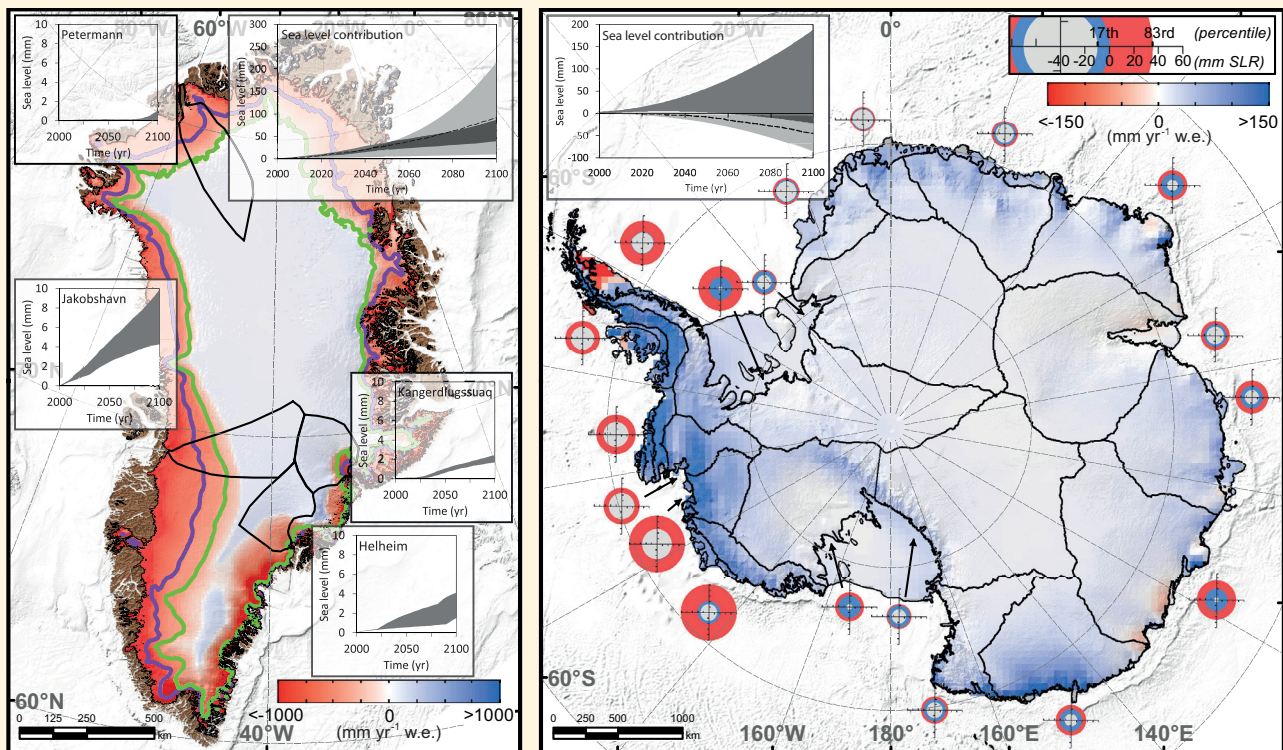 60°W
20°W
80°N
Petermann
Sea level (mm)
10
8
6
4
2
0
2000
2050
2100
Time (yr)
Sea level contribution
Sea level (mm)
300
250
200
150
100
50
0
2000
2020
2040
2060
2080
2100
Time (yr)
Jakobshavn
Sea level (mm)
10
8
6
4
2
0
2000
2050
2100
Time (yr)
70°N
Kangerdlugssuaq
Sea level (mm)
10
8
6
4
2
0
2000
2050
2100
Time (yr)
Helheim
Sea level (mm)
10
8
6
4
2
0
2000
2050
2100
Time (yr)
60°N
<-1000
0
>1000
(mm yr⁻¹ w.e.)
0 125 250 500
km
40°W
0°
20°W
Sea level contribution
Sea level (mm)
200
150
100
50
0
-50
-100
2000
2020
2040
2060
2080
2100
Time (yr)
17th 83rd (percentile)
-40 -20 0 20 40 60 (mm SLR)
<-150
0
>150
(mm yr⁻¹ w.e.)
60°S
60°S
0 250 500 1000
km
160°W
180°
160°E
140°E